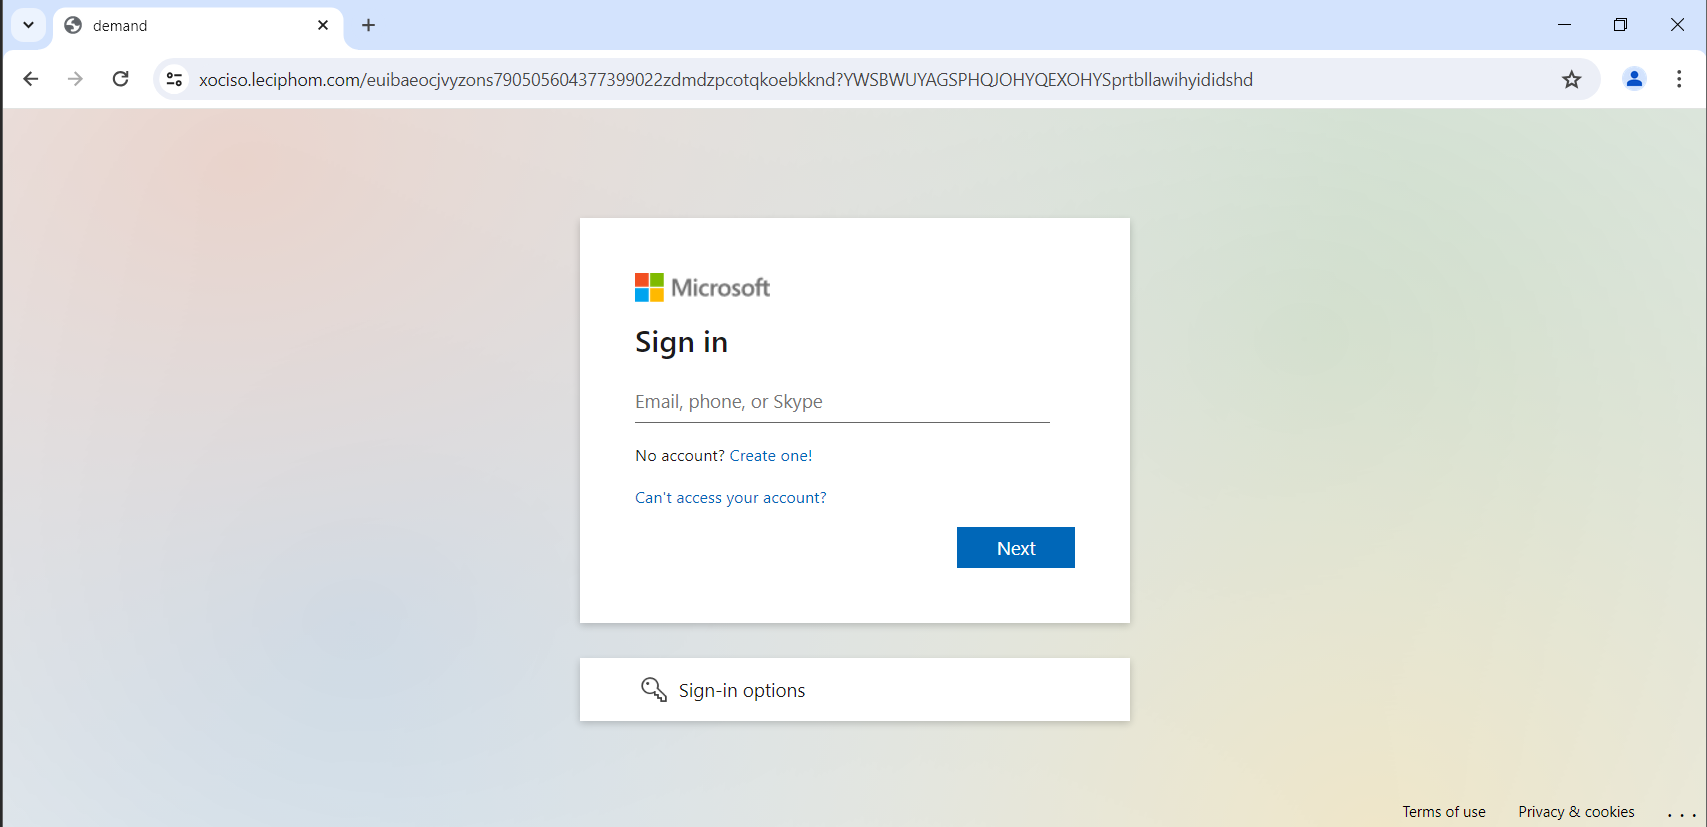 demand
xociso.leciphom.com/euibaeocjvyzons790505604377399022zdmdzpcotqkoebkknd?YWSBWUYAGSPHQJOHYQEXOHYSprtbllawihyididshd
Microsoft
Sign in
Email, phone, or Skype
No account? Create one!
Can't access your account?
Next
Sign-in options
Terms of use Privacy & cookies ...